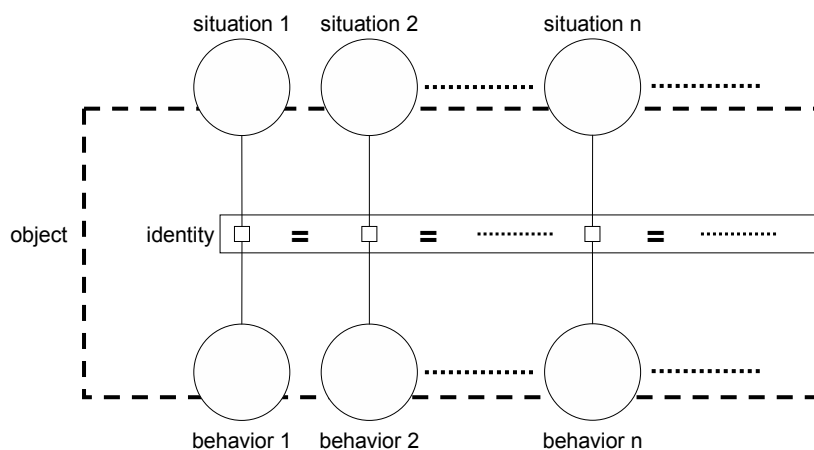 situation 1 situation 2 situation n
object identity = = =
behavior 1 behavior 2 behavior n